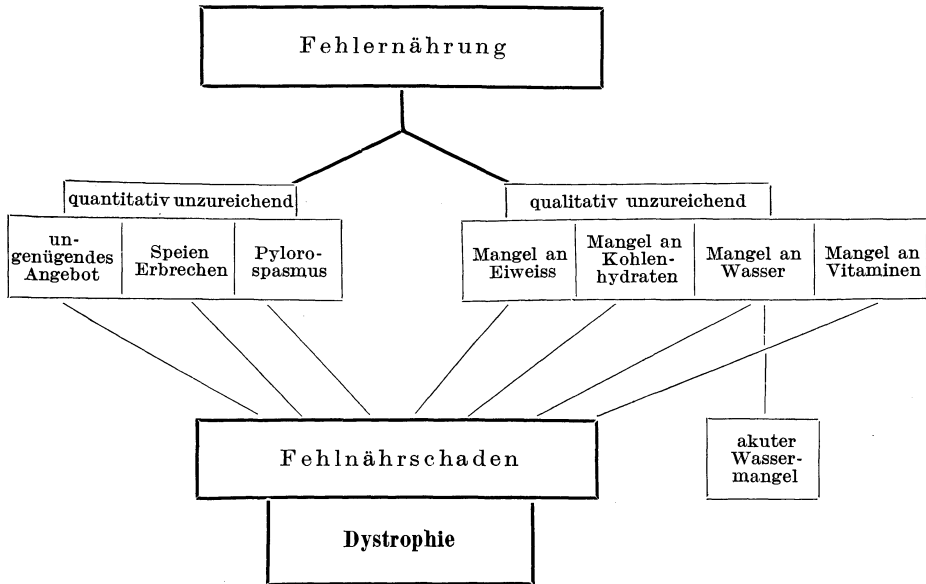 Fehlernährung
quantitativ unzureichend
qualitativ unzureichend
un-
genügendes
Angebot
Speien
Erbrechen
Pyloro-
spasmus
Mangel an
Eiweiss
Mangel an
Kohlen-
hydraten
Mangel an
Wasser
Mangel an
Vitaminen
Fehlnährschaden
akuter
Wasser-
mangel
Dystrophie